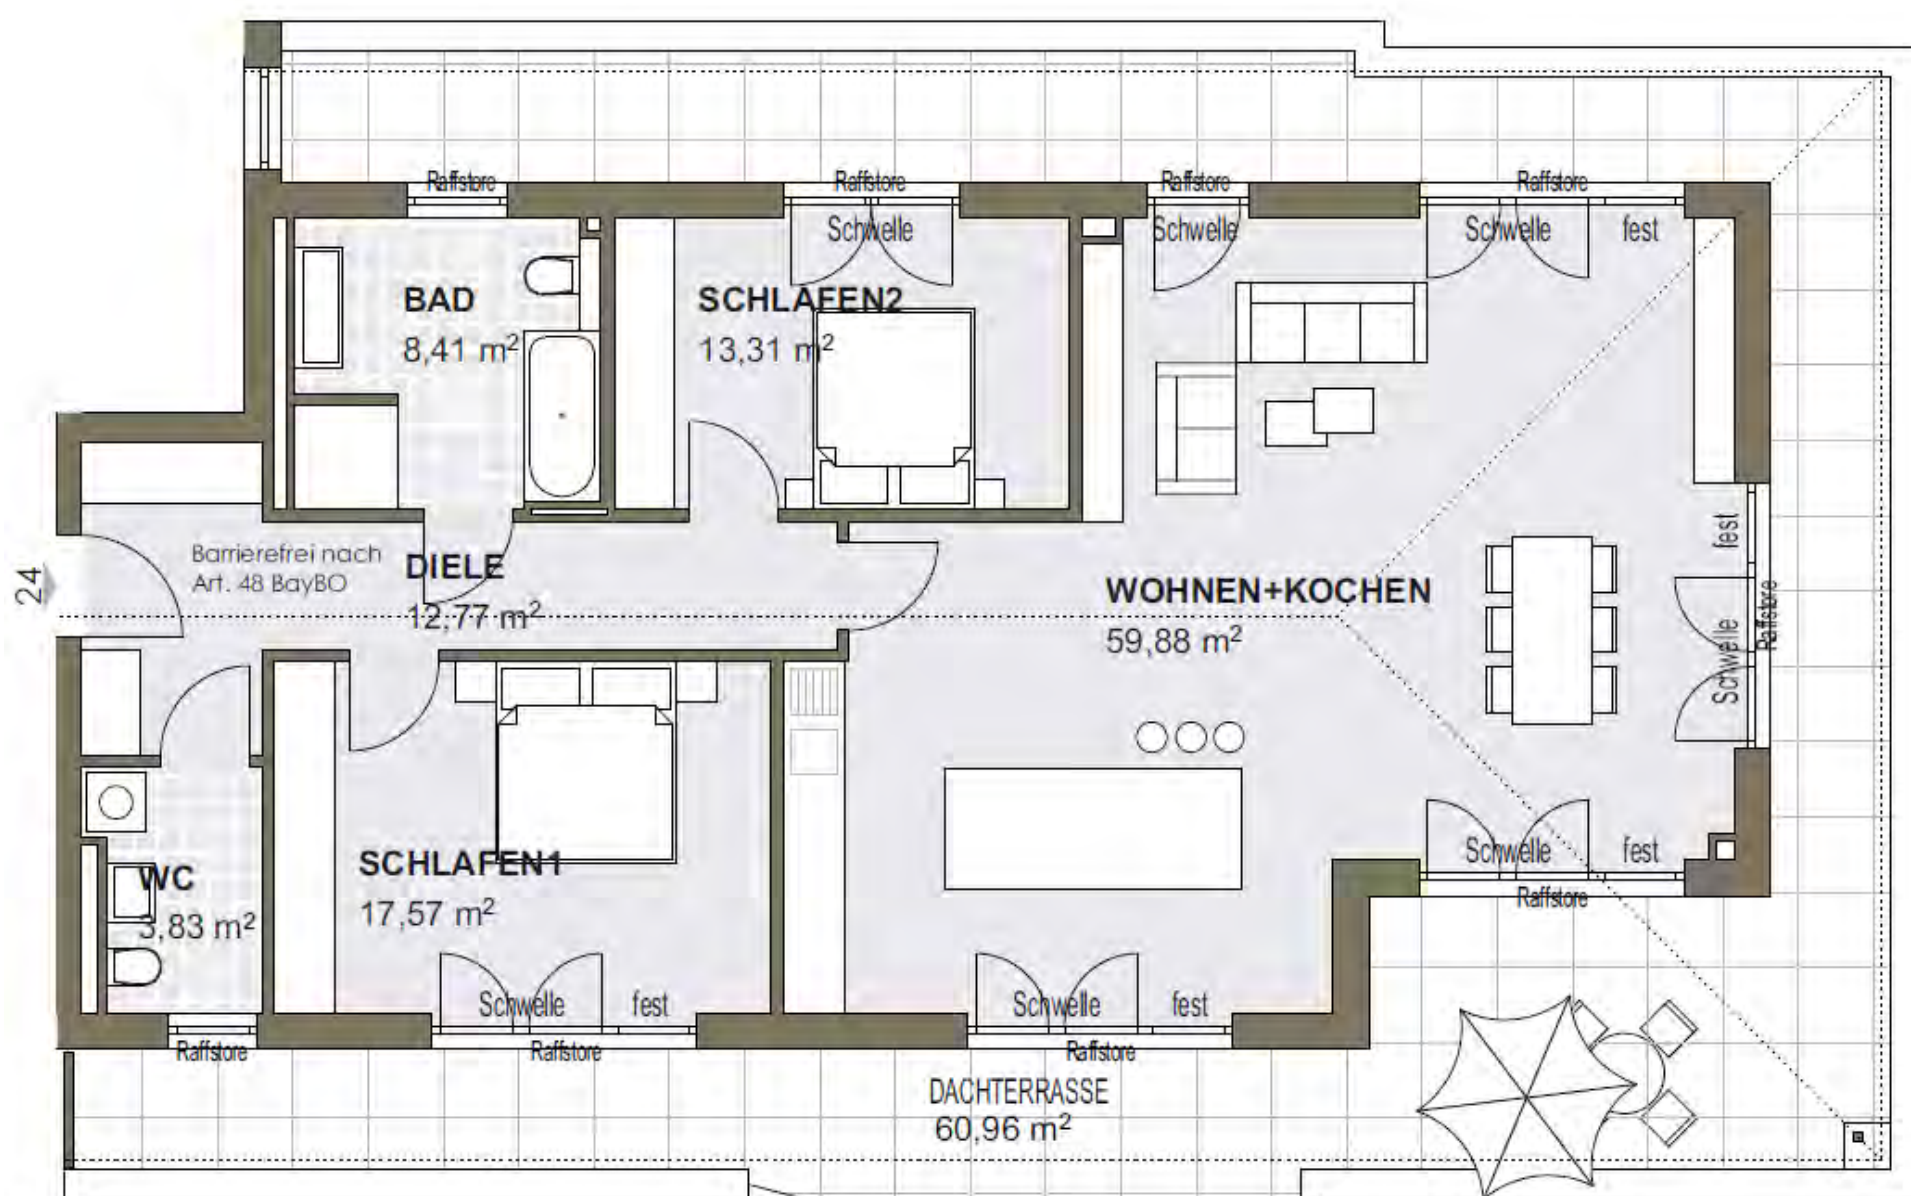 Raffstore
Raffstore
Raffstore
Raffstore
Schwelle
Schwelle
Schwelle
fest
BAD
8,41 m²
SCHLAFEN2
13,31 m²
Barrierefrei nach
Art. 48 BayBO
24
DIELE
12,77 m²
WOHNEN+KOCHEN
59,88 m²
fest
Raffstore
Schwelle
Schwelle
fest
Raffstore
WC
3,83 m²
SCHLAFEN1
17,57 m²
Schwelle
fest
Schwelle
fest
Raffstore
Raffstore
Raffstore
DACHTERRASSE
60,96 m²